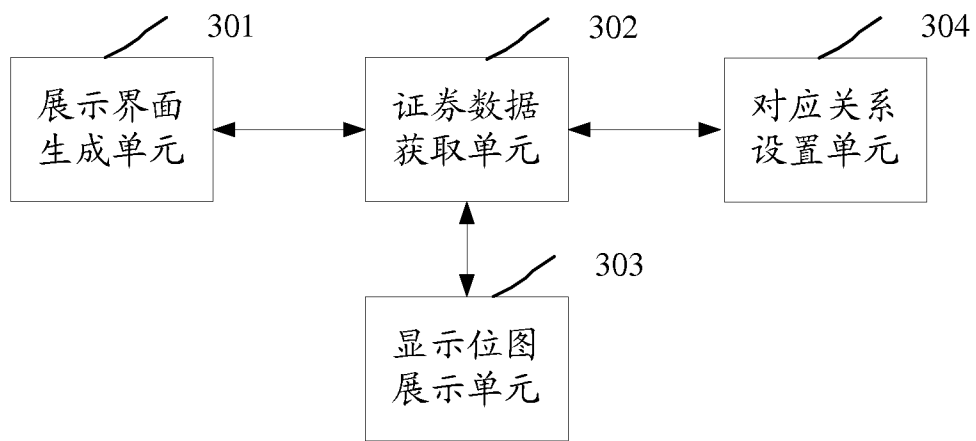 301
302
304
展示界面
生成单元
证券数据
获取单元
对应关系
设置单元
303
显示位图
展示单元